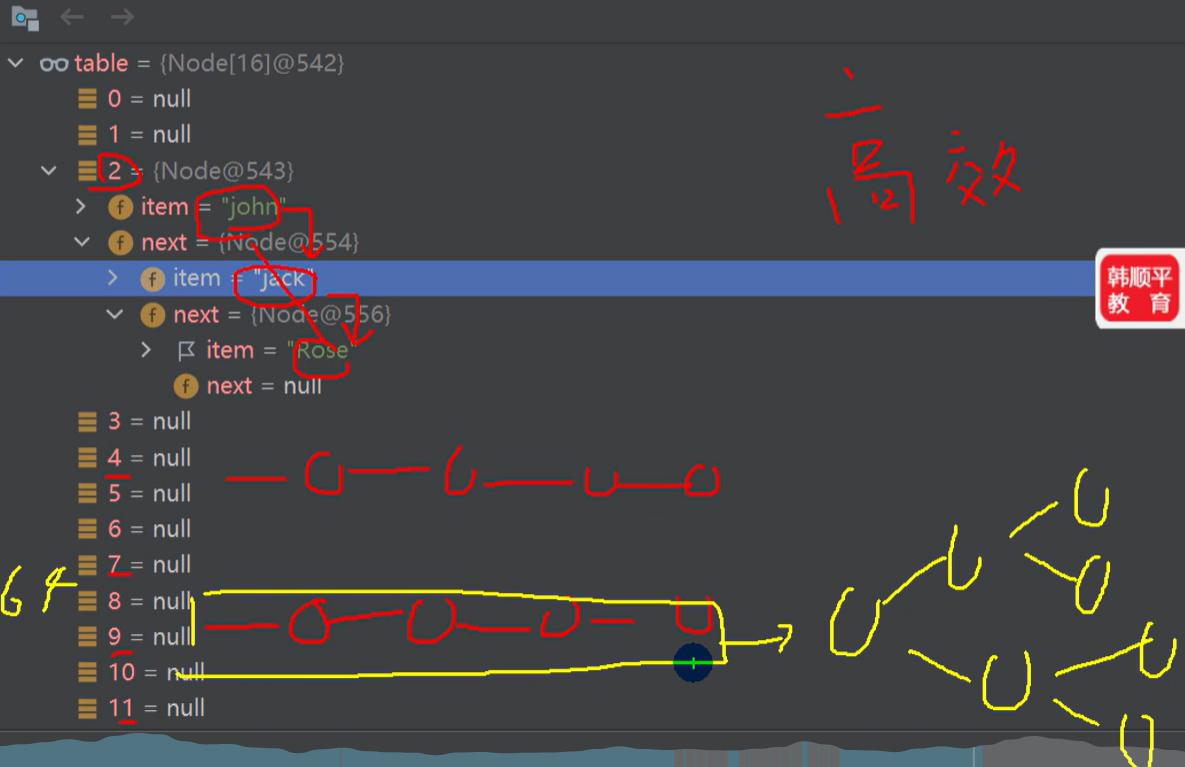 table = {Node[16]@542}
0 = null
1 = null
2 = {Node@543}
item = "john"
next = {Node@554}
item = "jack"
next = {Node@556}
item = "Rose"
next = null
3 = null
4 = null
5 = null
6 = null
7 = null
8 = null
9 = null
10 = null
11 = null
高效
64
韩顺平
教育